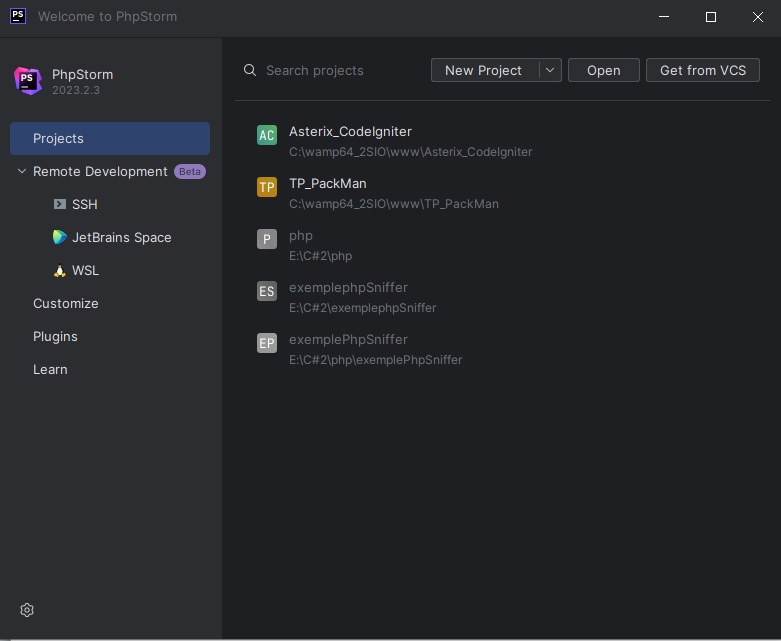 PS Welcome to PhpStorm
PS PhpStorm
2023.2.3
Projects
Remote Development Beta
SSH
JetBrains Space
WSL
Customize
Plugins
Learn
Search projects New Project Open Get from VCS
AC Asterix_CodeIgniter
C:\wamp64_2SIO\www\Asterix_CodeIgniter
TP TP_PackMan
C:\wamp64_2SIO\www\TP_PackMan
P php
E:\C#2\php
ES exemplephpSniffer
E:\C#2\exemplephpSniffer
EP exemplePhpSniffer
E:\C#2\php\exemplePhpSniffer